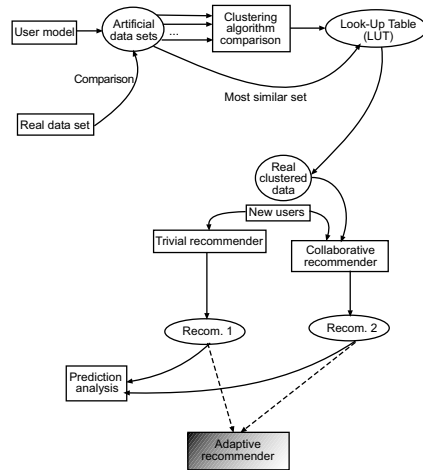 User model
Artificial
data sets
...
Clustering
algorithm
comparison
Look-Up Table
(LUT)
Comparison
Most similar set
Real data set
Real
clustered
data
New users
Trivial recommender
Collaborative
recommender
Recom. 1
Recom. 2
Prediction
analysis
Adaptive
recommender